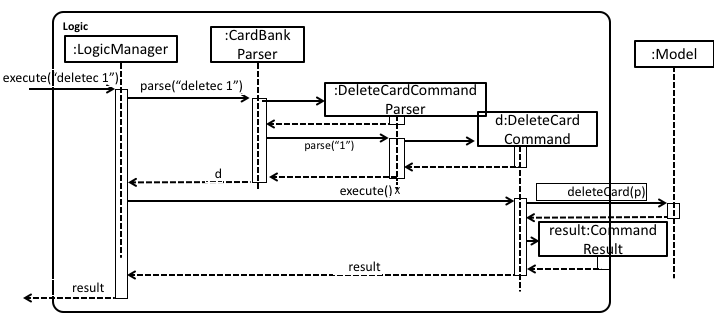 Logic
:LogicManager
:CardBank
Parser
:Model
execute("deletec 1")
parse("deletec 1")
:DeleteCardCommand
Parser
d:DeleteCard
Command
parse("1")
d
execute()
deleteCard(p)
result:Command
Result
result
result